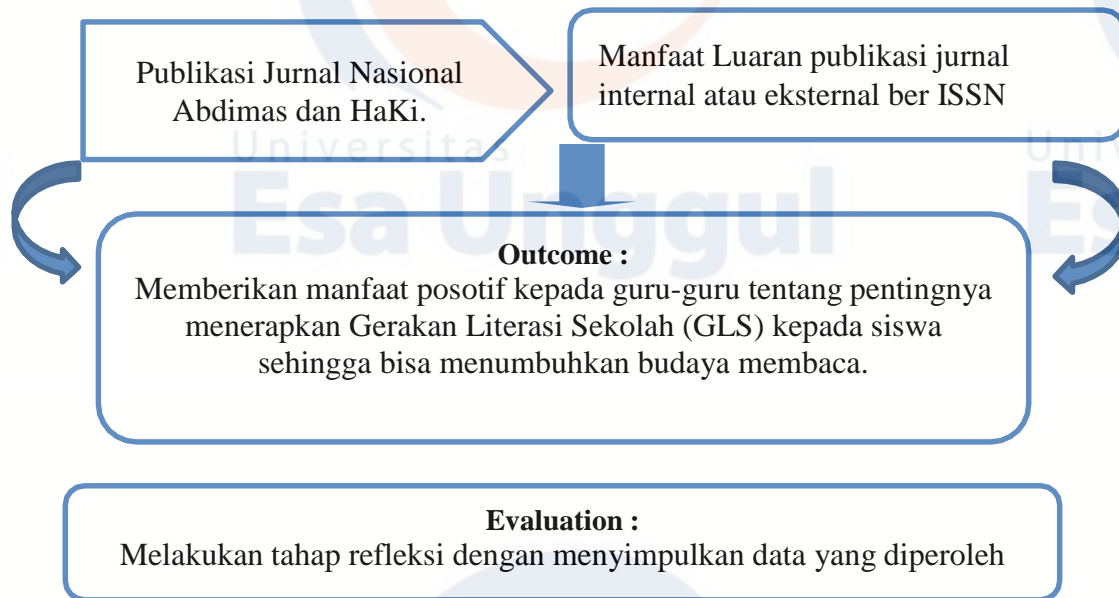 Publikasi Jurnal Nasional
Abdimas dan HaKi.
Manfaat Luaran publikasi jurnal
internal atau eksternal ber ISSN
Universitas
Esa Unggul
Univ
Es
Outcome :
Memberikan manfaat posotif kepada guru-guru tentang pentingnya
menerapkan Gerakan Literasi Sekolah (GLS) kepada siswa
sehingga bisa menumbuhkan budaya membaca.
Evaluation :
Melakukan tahap refleksi dengan menyimpulkan data yang diperoleh